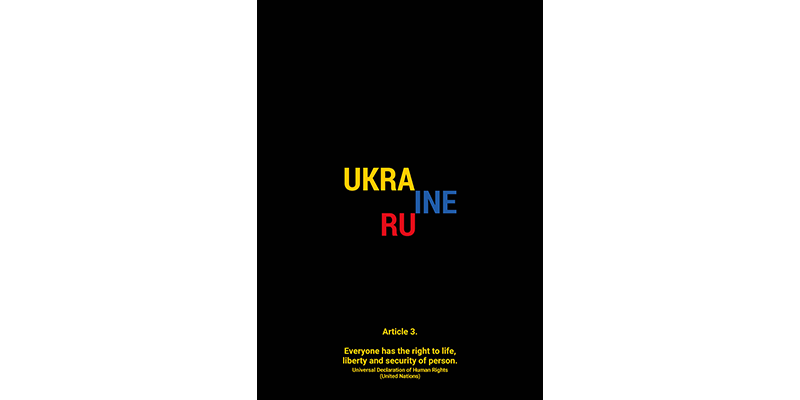 UKRA
INE
RU
Article 3.
Everyone has the right to life,
liberty and security of person.
Universal Declaration of Human Rights
(United Nations)